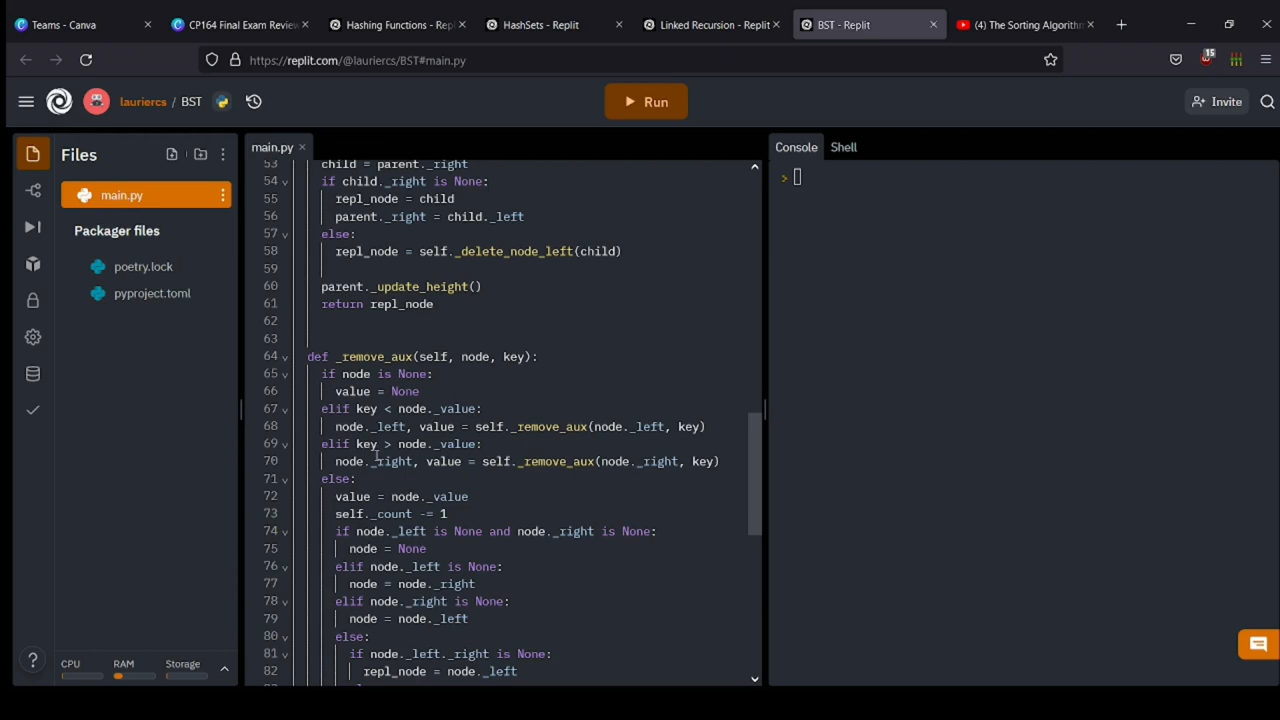 Teams - Canva
CP164 Final Exam Review
Hashing Functions - Repl
HashSets - Replit
Linked Recursion - Replit
BST - Replit
(4) The Sorting Algorithm
https://replit.com/@lauriercs/BST#main.py
15
lauriercs / BST
Run
Invite
Files
main.py
Packager files
poetry.lock
pyproject.toml
CPU
RAM
Storage
main.py
53 child = parent._right
54 if child._right is None:
55 repl_node = child
56 parent._right = child._left
57 else:
58 repl_node = self._delete_node_left(child)
59
60 parent._update_height()
61 return repl_node
62
63
64 def _remove_aux(self, node, key):
65 if node is None:
66 value = None
67 elif key < node._value:
68 node._left, value = self._remove_aux(node._left, key)
69 elif key > node._value:
70 node._right, value = self._remove_aux(node._right, key)
71 else:
72 value = node._value
73 self._count -= 1
74 if node._left is None and node._right is None:
75 node = None
76 elif node._left is None:
77 node = node._right
78 elif node._right is None:
79 node = node._left
80 else:
81 if node._left._right is None:
82 repl_node = node._left
Console
Shell
>